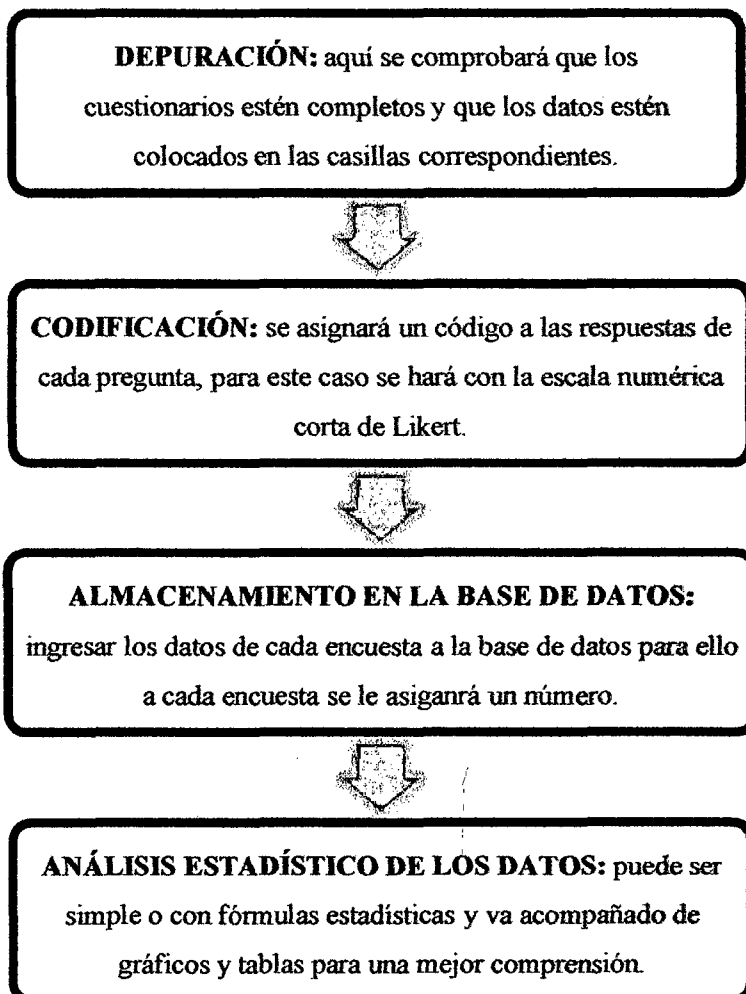 DEPURACIÓN: aquí se comprobará que los
cuestionarios estén completos y que los datos estén
colocados en las casillas correspondientes.
CODIFICACIÓN: se asignará un código a las respuestas de
cada pregunta, para este caso se hará con la escala numérica
corta de Likert.
ALMACENAMIENTO EN LA BASE DE DATOS:
ingresar los datos de cada encuesta a la base de datos para ello
a cada encuesta se le asiganrá un número.
ANÁLISIS ESTADÍSTICO DE LOS DATOS: puede ser
simple o con fórmulas estadísticas y va acompañado de
gráficos y tablas para una mejor comprensión.